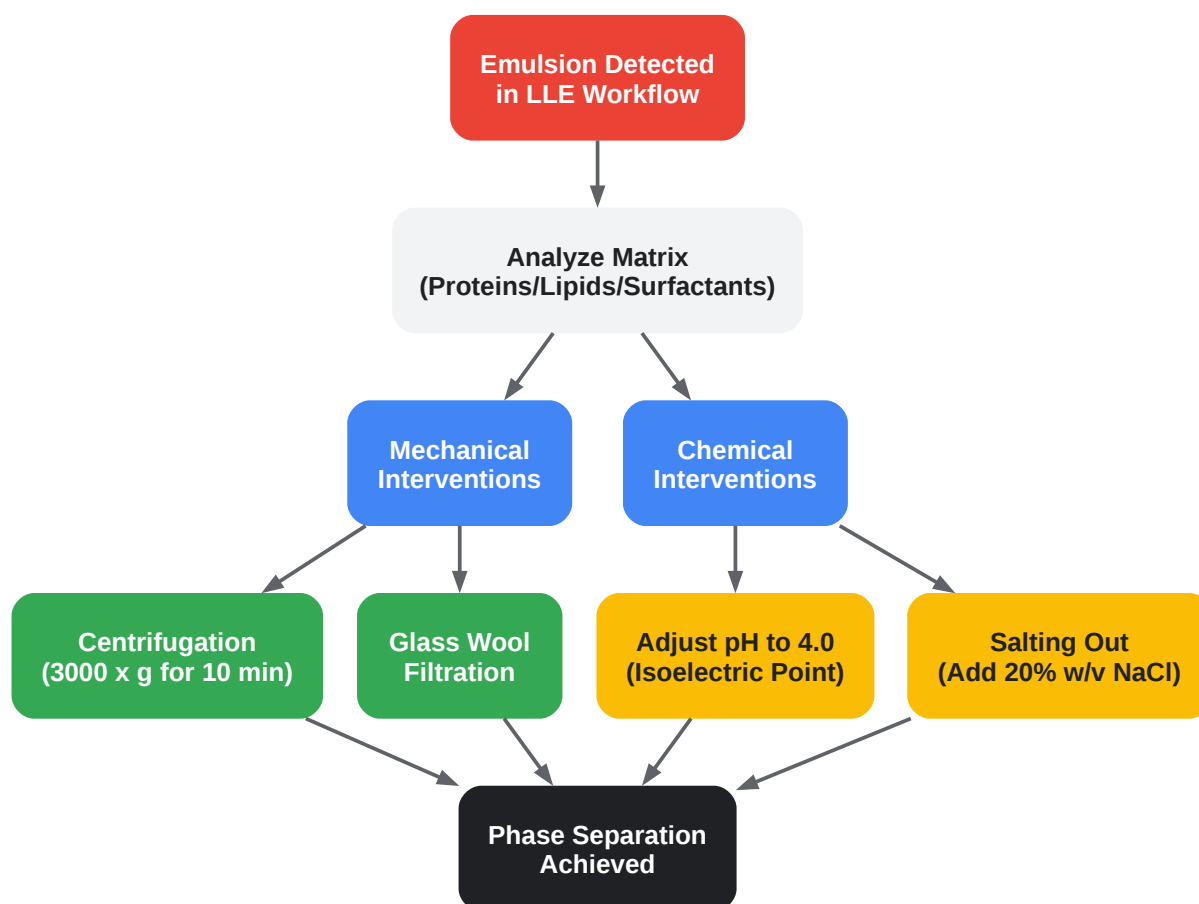 Emulsion Detected
in LLE Workflow
Analyze Matrix
(Proteins/Lipids/Surfactants)
Mechanical
Interventions
Chemical
Interventions
Centrifugation
(3000 x g for 10 min)
Glass Wool
Filtration
Adjust pH to 4.0
(Isoelectric Point)
Salting Out
(Add 20% w/v NaCl)
Phase Separation
Achieved